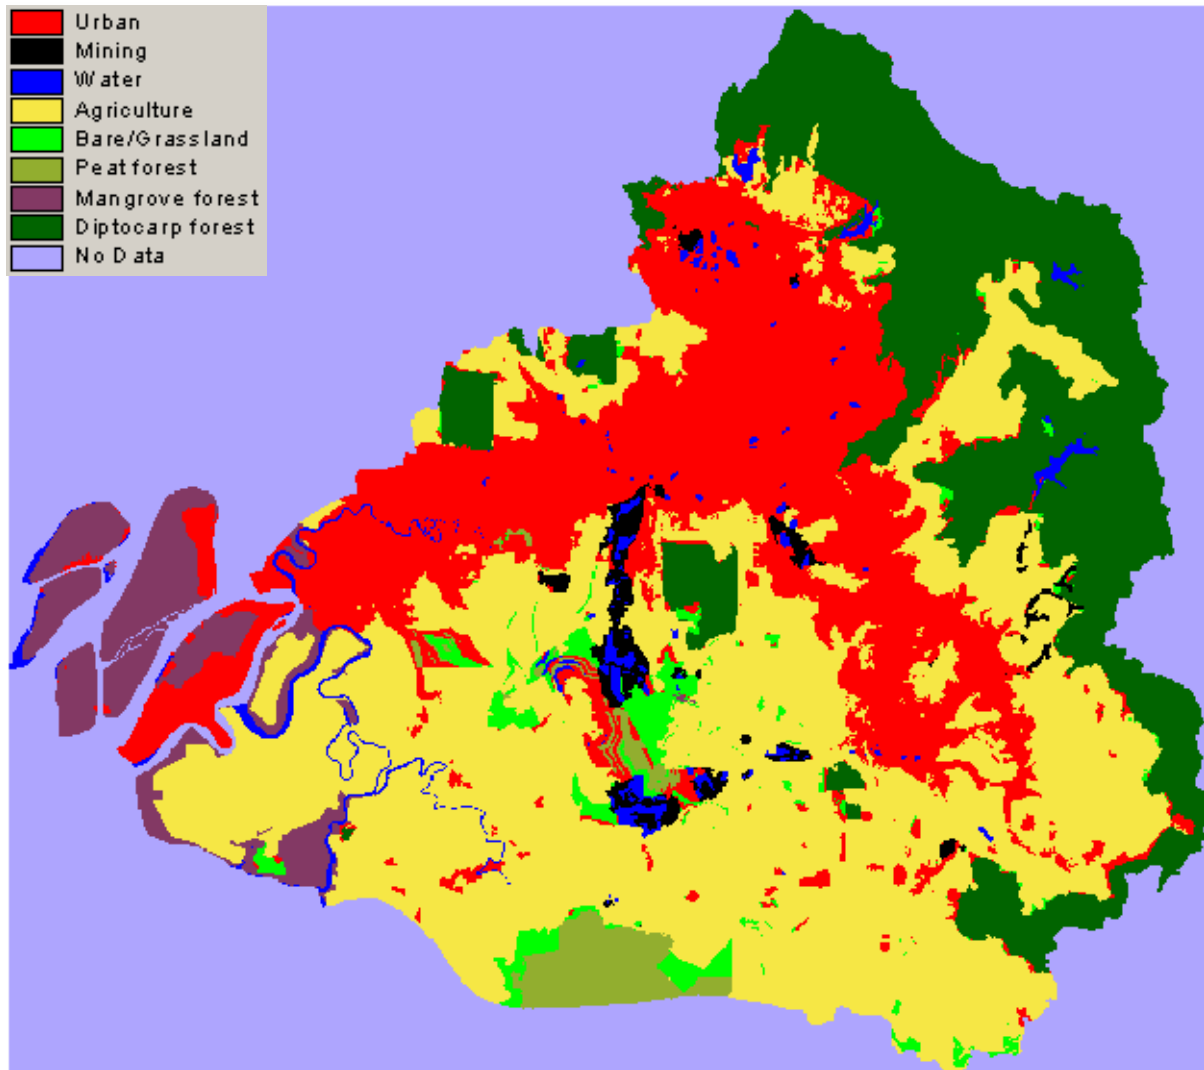 Urban
Mining
Water
Agriculture
Bare/Grassland
Peat forest
Mangrove forest
Diptocarp forest
No Data